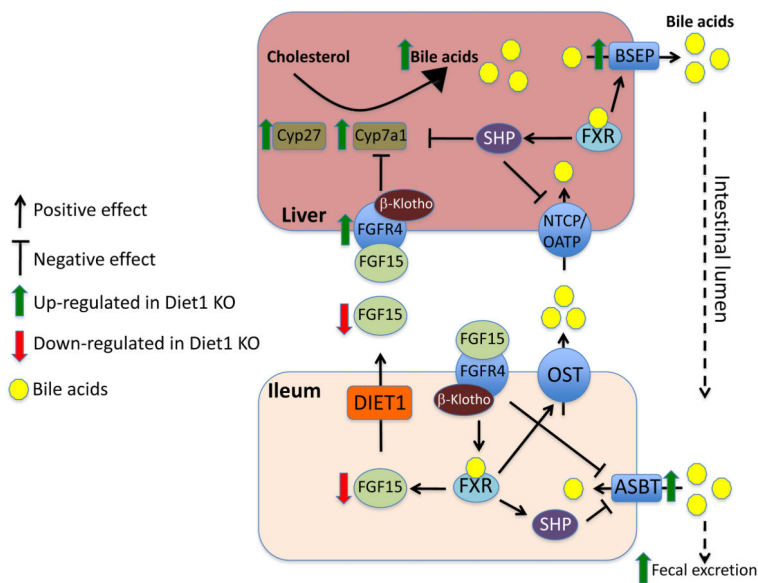 Bile acids
Cholesterol
Bile acids
BSEP
Cyp27
Cyp7a1
SHP
FXR
β-Klotho
Liver
FGFR4
NTCP/
OATP
FGF15
Positive effect
Negative effect
Up-regulated in Diet1 KO
Down-regulated in Diet1 KO
Bile acids
Intestinal lumen
FGF15
FGF15
FGFR4
β-Klotho
OST
Ileum
DIET1
FGF15
FXR
SHP
ASBT
Fecal excretion